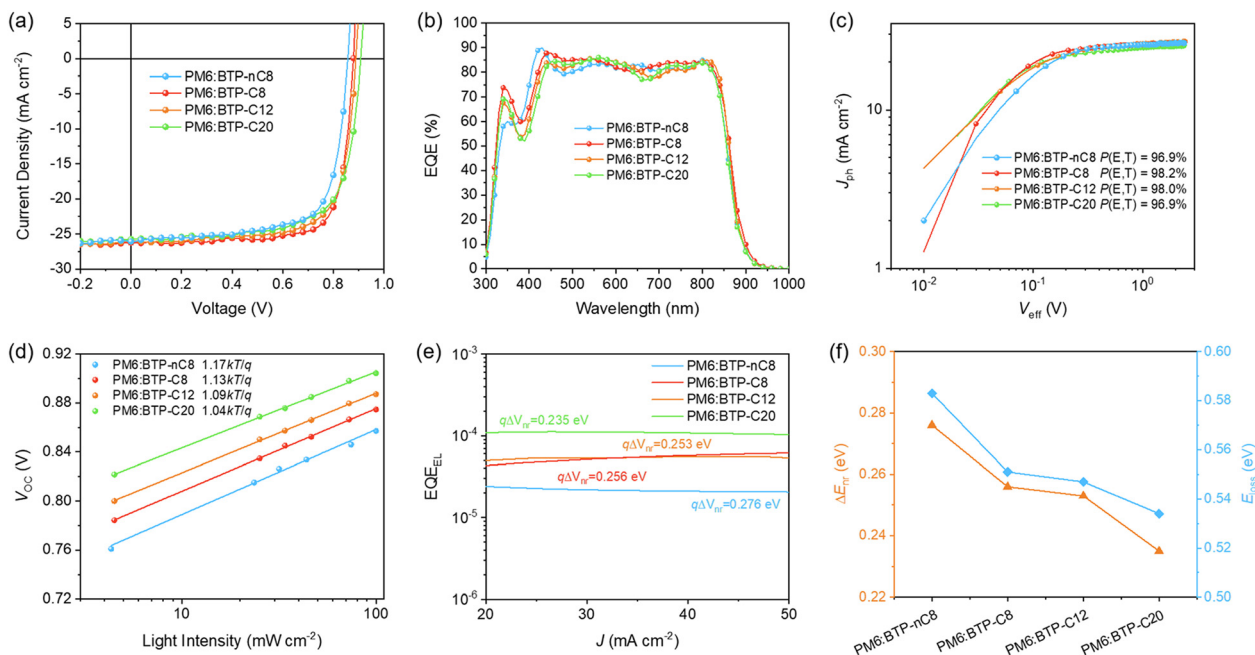 (a)
5
0
-5
-10
-15
-20
-25
-30
Current Density (mA cm⁻²)
PM6:BTP-nC8
PM6:BTP-C8
PM6:BTP-C12
PM6:BTP-C20
-0.2 0.0 0.2 0.4 0.6 0.8 1.0
Voltage (V)
(b)
100
90
80
70
60
50
40
30
20
10
0
EQE (%)
PM6:BTP-nC8
PM6:BTP-C8
PM6:BTP-C12
PM6:BTP-C20
300 400 500 600 700 800 900 1000
Wavelength (nm)
(c)
10
1
Jph (mA cm⁻²)
PM6:BTP-nC8 P(E,T) = 96.9%
PM6:BTP-C8 P(E,T) = 98.2%
PM6:BTP-C12 P(E,T) = 98.0%
PM6:BTP-C20 P(E,T) = 96.9%
10⁻² 10⁻¹ 10⁰
Veff (V)
(d)
0.92
0.88
0.84
0.80
0.76
0.72
VOC (V)
PM6:BTP-nC8 1.17kT/q
PM6:BTP-C8 1.13kT/q
PM6:BTP-C12 1.09kT/q
PM6:BTP-C20 1.04kT/q
10 100
Light Intensity (mW cm⁻²)
(e)
10⁻³
10⁻⁴
10⁻⁵
10⁻⁶
EQEEL
PM6:BTP-nC8
PM6:BTP-C8
PM6:BTP-C12
PM6:BTP-C20
qΔVnr=0.235 eV
qΔVnr=0.253 eV
qΔVnr=0.256 eV
qΔVnr=0.276 eV
20 30 40 50
J (mA cm⁻²)
(f)
0.30
0.28
0.26
0.24
0.22
ΔEnr (eV)
0.60
0.58
0.56
0.54
0.52
0.50
Eloss (eV)
PM6:BTP-nC8
PM6:BTP-C8
PM6:BTP-C12
PM6:BTP-C20